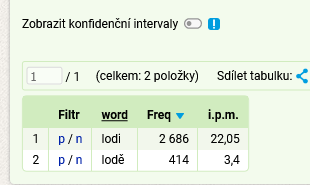 Zobrazit konfidenční intervaly !
1 / 1 (celkem: 2 položky) Sdílet tabulku:
Filtr word Freq i.p.m.
1 p / n lodi 2 686 22,05
2 p / n lodě 414 3,4